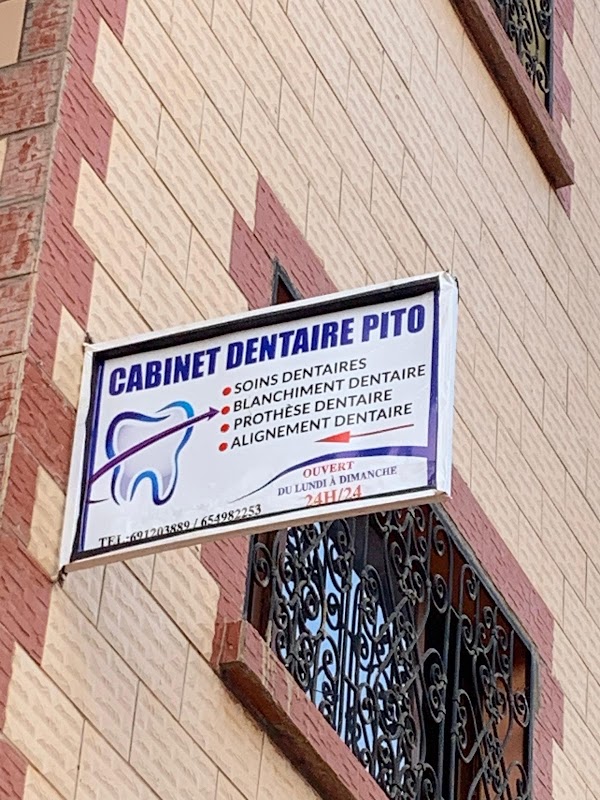 CABINET DENTAIRE PITO
SOINS DENTAIRES
BLANCHIMENT DENTAIRE
PROTHÈSE DENTAIRE
ALIGNEMENT DENTAIRE
OUVERT
DU LUNDI À DIMANCHE
24H/24
TEL :691203889 / 654982253